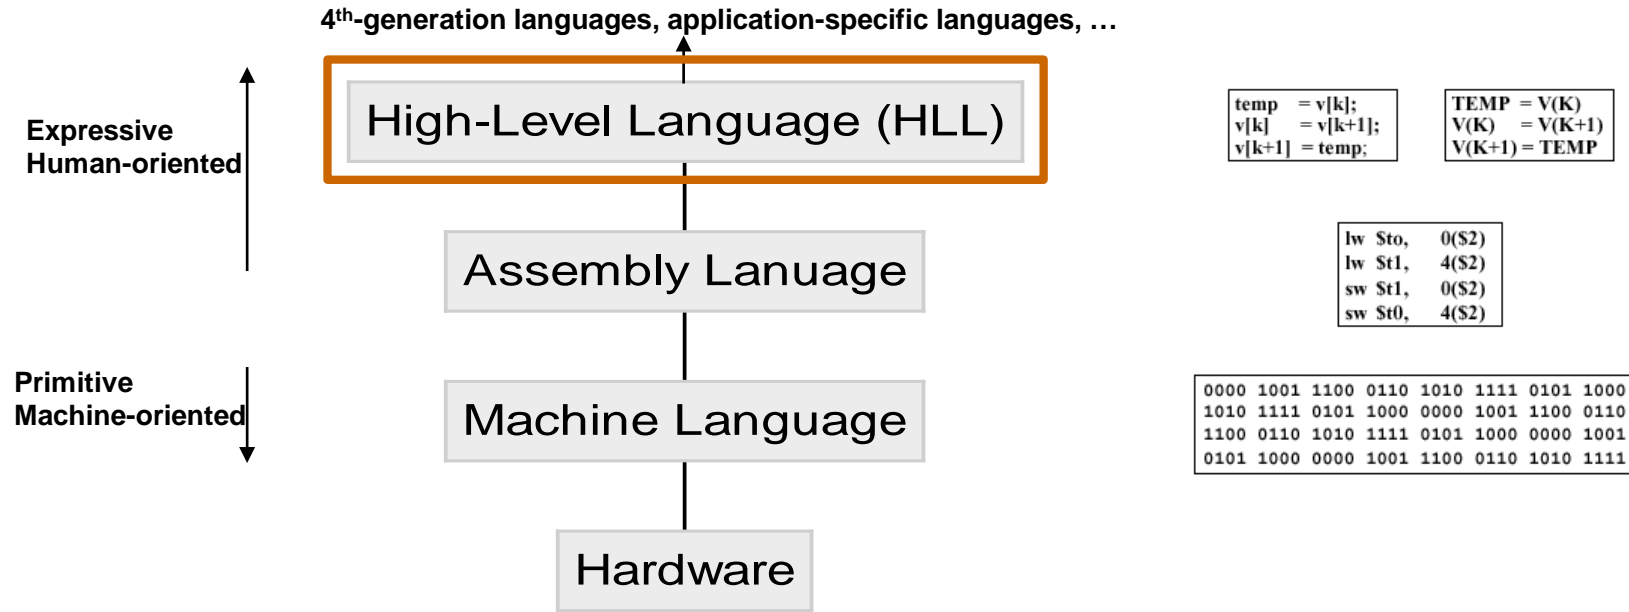 4th-generation languages, application-specific languages, …
High-Level Language (HLL)
Expressive
Human-oriented
temp = v[k];
v[k] = v[k+1];
v[k+1] = temp;
TEMP = V(K)
V(K) = V(K+1)
V(K+1) = TEMP
Assembly Lanuage
lw $to, 0($2)
lw $t1, 4($2)
sw $t1, 0($2)
sw $t0, 4($2)
Primitive
Machine-oriented
Machine Language
0000 1001 1100 0110 1010 1111 0101 1000
1010 1111 0101 1000 0000 1001 1100 0110
1100 0110 1010 1111 0101 1000 0000 1001
0101 1000 0000 1001 1100 0110 1010 1111
Hardware